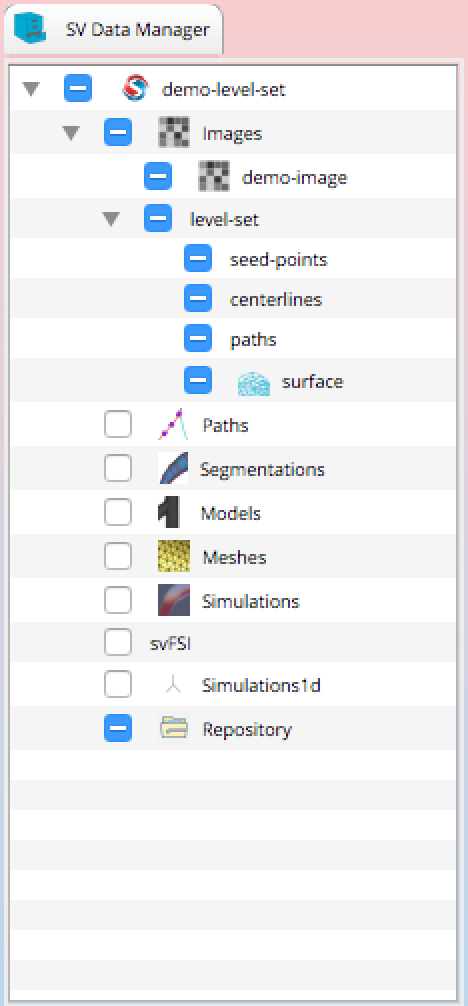 SV Data Manager
demo-level-set
Images
demo-image
level-set
seed-points
centerlines
paths
surface
Paths
Segmentations
Models
Meshes
Simulations
svFSI
Simulations1d
Repository